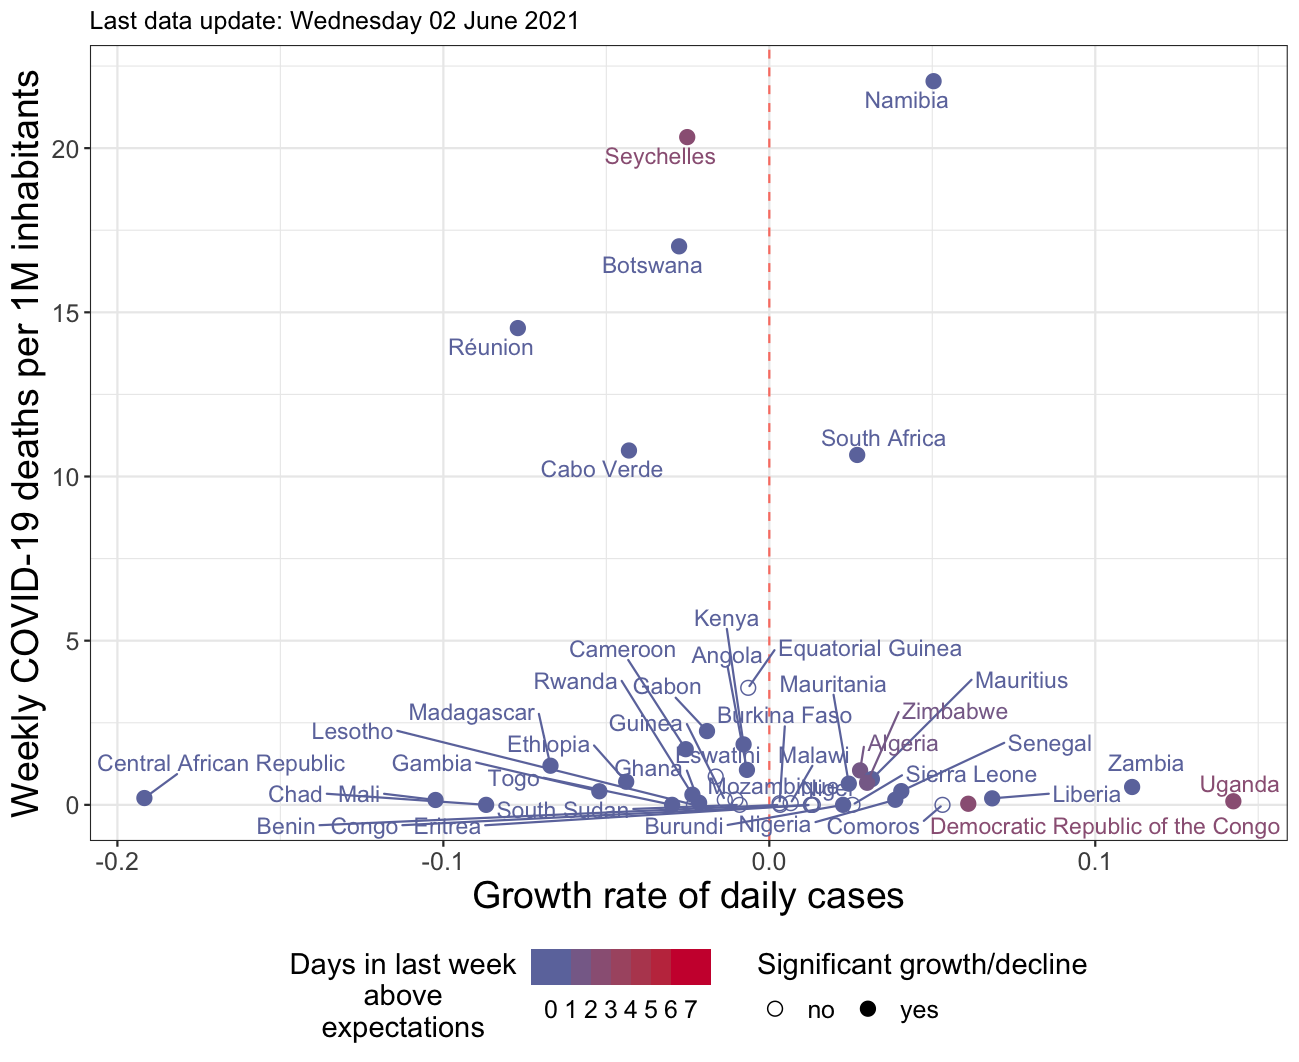 Last data update: Wednesday 02 June 2021
Weekly COVID-19 deaths per 1M inhabitants
20
15
10
5
0
Namibia
Seychelles
Botswana
Réunion
South Africa
Cabo Verde
Kenya
Cameroon
Angola
Equatorial Guinea
Rwanda
Gabon
Mauritania
Mauritius
Madagascar
Guinea
Burkina Faso
Zimbabwe
Lesotho
Ethiopia
Eswatini
Malawi
Algeria
Senegal
Central African Republic
Gambia
Togo
Ghana
Mozambique
Niger
Sierra Leone
Zambia
Chad
Mali
South Sudan
Liberia
Uganda
Benin
Congo
Eritrea
Burundi
Nigeria
Comoros
Democratic Republic of the Congo
-0.2
-0.1
0.0
0.1
Growth rate of daily cases
Days in last week
above
expectations
0 1 2 3 4 5 6 7
Significant growth/decline
no
yes